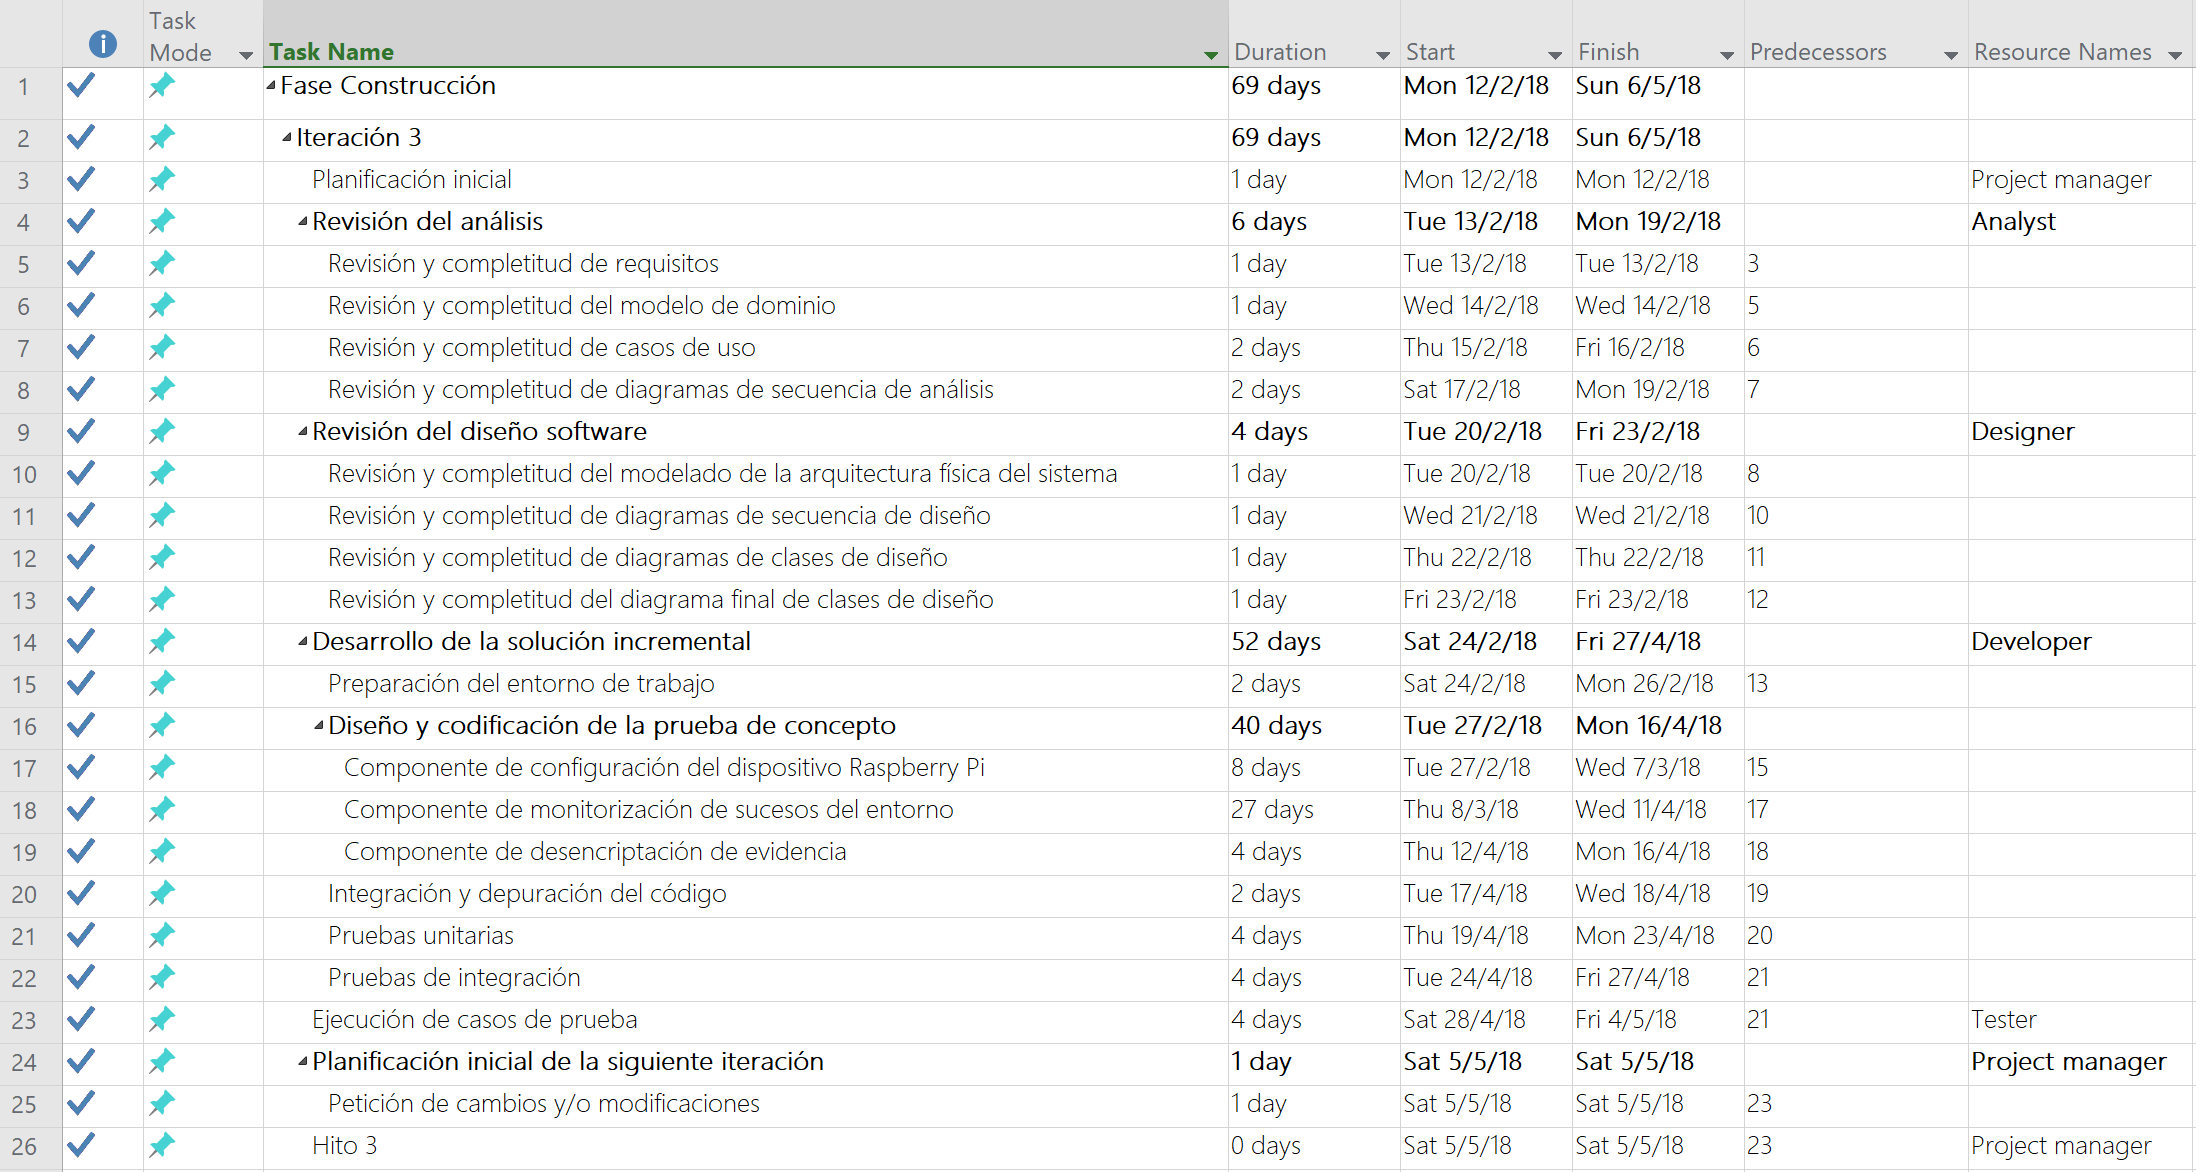 Task Mode Task Name Duration Start Finish Predecessors Resource Names
1 Fase Construcción 69 days Mon 12/2/18 Sun 6/5/18
2 Iteración 3 69 days Mon 12/2/18 Sun 6/5/18
3 Planificación inicial 1 day Mon 12/2/18 Mon 12/2/18 Project manager
4 Revisión del análisis 6 days Tue 13/2/18 Mon 19/2/18 Analyst
5 Revisión y completitud de requisitos 1 day Tue 13/2/18 Tue 13/2/18 3
6 Revisión y completitud del modelo de dominio 1 day Wed 14/2/18 Wed 14/2/18 5
7 Revisión y completitud de casos de uso 2 days Thu 15/2/18 Fri 16/2/18 6
8 Revisión y completitud de diagramas de secuencia de análisis 2 days Sat 17/2/18 Mon 19/2/18 7
9 Revisión del diseño software 4 days Tue 20/2/18 Fri 23/2/18 Designer
10 Revisión y completitud del modelado de la arquitectura física del sistema 1 day Tue 20/2/18 Tue 20/2/18 8
11 Revisión y completitud de diagramas de secuencia de diseño 1 day Wed 21/2/18 Wed 21/2/18 10
12 Revisión y completitud de diagramas de clases de diseño 1 day Thu 22/2/18 Thu 22/2/18 11
13 Revisión y completitud del diagrama final de clases de diseño 1 day Fri 23/2/18 Fri 23/2/18 12
14 Desarrollo de la solución incremental 52 days Sat 24/2/18 Fri 27/4/18 Developer
15 Preparación del entorno de trabajo 2 days Sat 24/2/18 Mon 26/2/18 13
16 Diseño y codificación de la prueba de concepto 40 days Tue 27/2/18 Mon 16/4/18
17 Componente de configuración del dispositivo Raspberry Pi 8 days Tue 27/2/18 Wed 7/3/18 15
18 Componente de monitorización de sucesos del entorno 27 days Thu 8/3/18 Wed 11/4/18 17
19 Componente de desencriptación de evidencia 4 days Thu 12/4/18 Mon 16/4/18 18
20 Integración y depuración del código 2 days Tue 17/4/18 Wed 18/4/18 19
21 Pruebas unitarias 4 days Thu 19/4/18 Mon 23/4/18 20
22 Pruebas de integración 4 days Tue 24/4/18 Fri 27/4/18 21
23 Ejecución de casos de prueba 4 days Sat 28/4/18 Fri 4/5/18 21 Tester
24 Planificación inicial de la siguiente iteración 1 day Sat 5/5/18 Sat 5/5/18 Project manager
25 Petición de cambios y/o modificaciones 1 day Sat 5/5/18 Sat 5/5/18 23
26 Hito 3 0 days Sat 5/5/18 Sat 5/5/18 23 Project manager